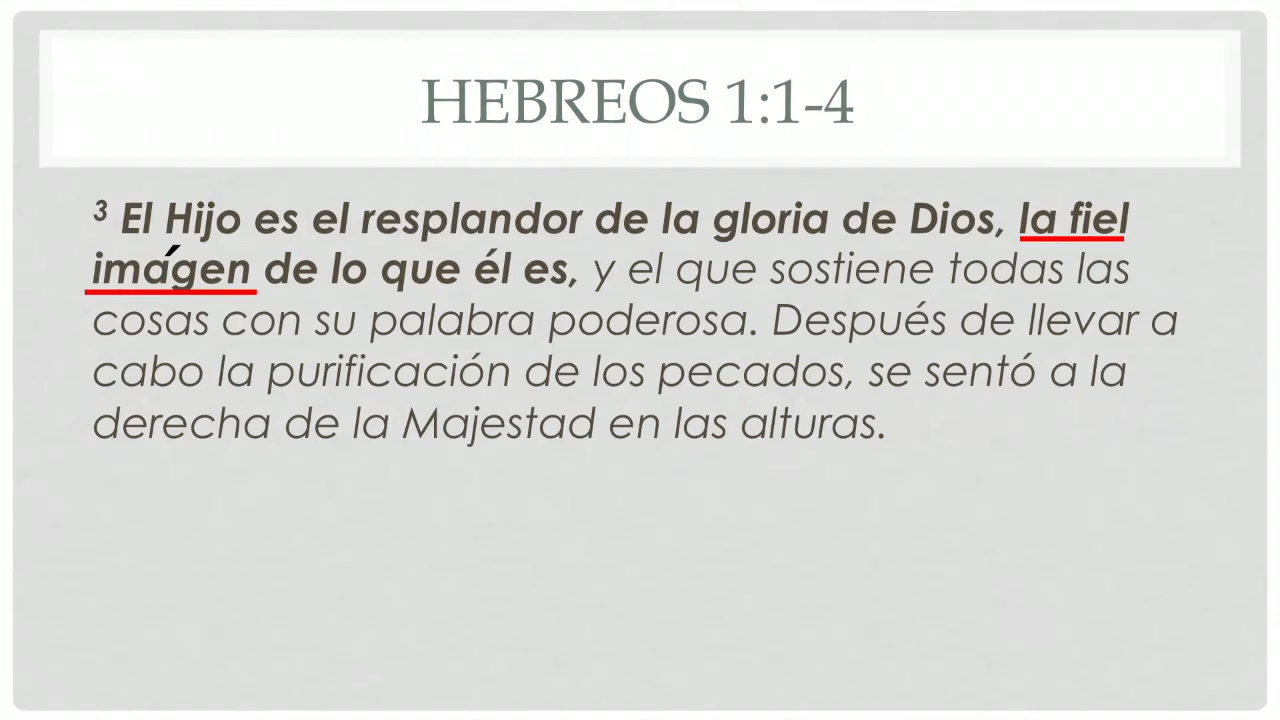 HEBREOS 1:1-4
³ El Hijo es el resplandor de la gloria de Dios, la fiel
imágen de lo que él es, y el que sostiene todas las
cosas con su palabra poderosa. Después de llevar a
cabo la purificación de los pecados, se sentó a la
derecha de la Majestad en las alturas.